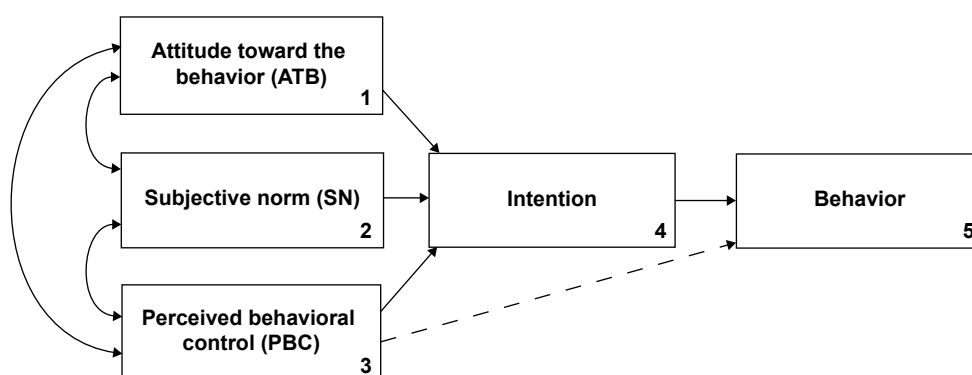 Attitude toward the
behavior (ATB)
1
Subjective norm (SN)
2
Perceived behavioral
control (PBC)
3
Intention
4
Behavior
5